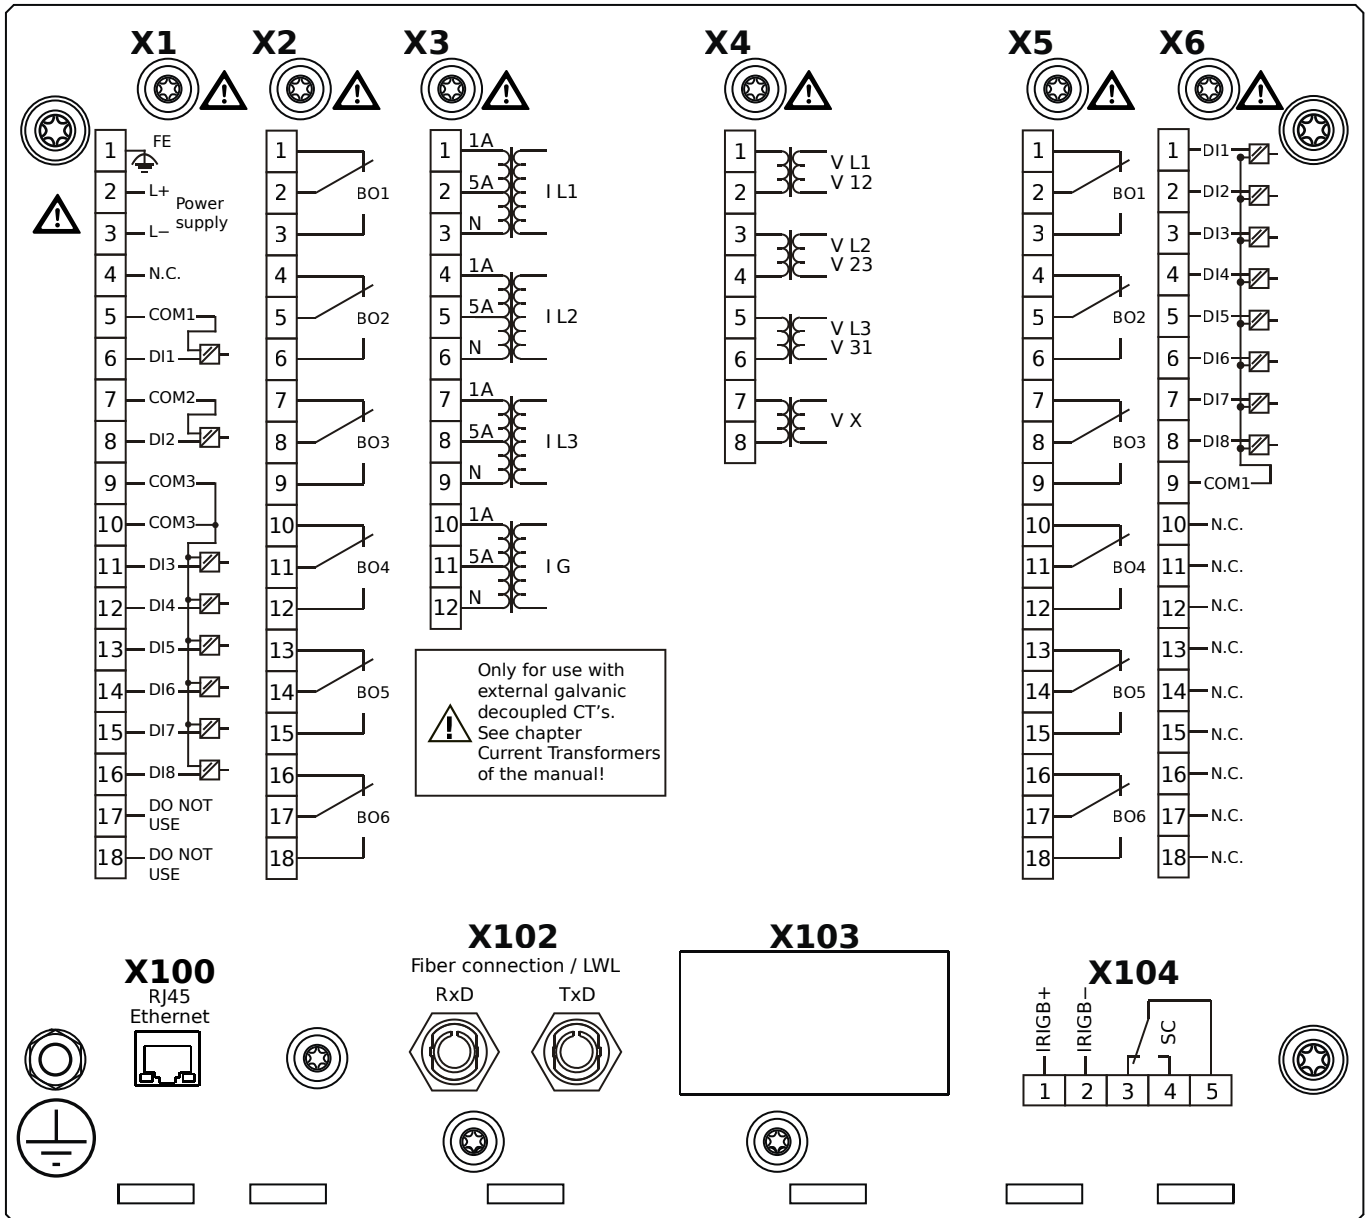 X1 X2 X3 X4 X5 X6
1 FE
2 L+
Power
supply
3 L−
4 N.C.
5 COM1
6 DI1
7 COM2
8 DI2
9 COM3
10 COM3
11 DI3
12 DI4
13 DI5
14 DI6
15 DI7
16 DI8
17 DO NOT
USE
18 DO NOT
USE
1
2 BO1
3
4
5 BO2
6
7
8 BO3
9
10
11 BO4
12
13
14 BO5
15
16
17 BO6
18
1 1A
2 5A I L1
3 N
4 1A
5 5A I L2
6 N
7 1A
8 5A I L3
9 N
10 1A
11 5A I G
12 N
Only for use with
external galvanic
decoupled CT's.
See chapter
Current Transformers
of the manual!
1 V L1
2 V 12
3 V L2
4 V 23
5 V L3
6 V 31
7 V X
8
1
2 BO1
3
4
5 BO2
6
7
8 BO3
9
10
11 BO4
12
13
14 BO5
15
16
17 BO6
18
1 DI1
2 DI2
3 DI3
4 DI4
5 DI5
6 DI6
7 DI7
8 DI8
9 COM1
10 N.C.
11 N.C.
12 N.C.
13 N.C.
14 N.C.
15 N.C.
16 N.C.
17 N.C.
18 N.C.
X100
RJ45
Ethernet
X102
Fiber connection / LWL
RxD TxD
X103
X104
IRIGB+ IRIGB− SC
1 2 3 4 5